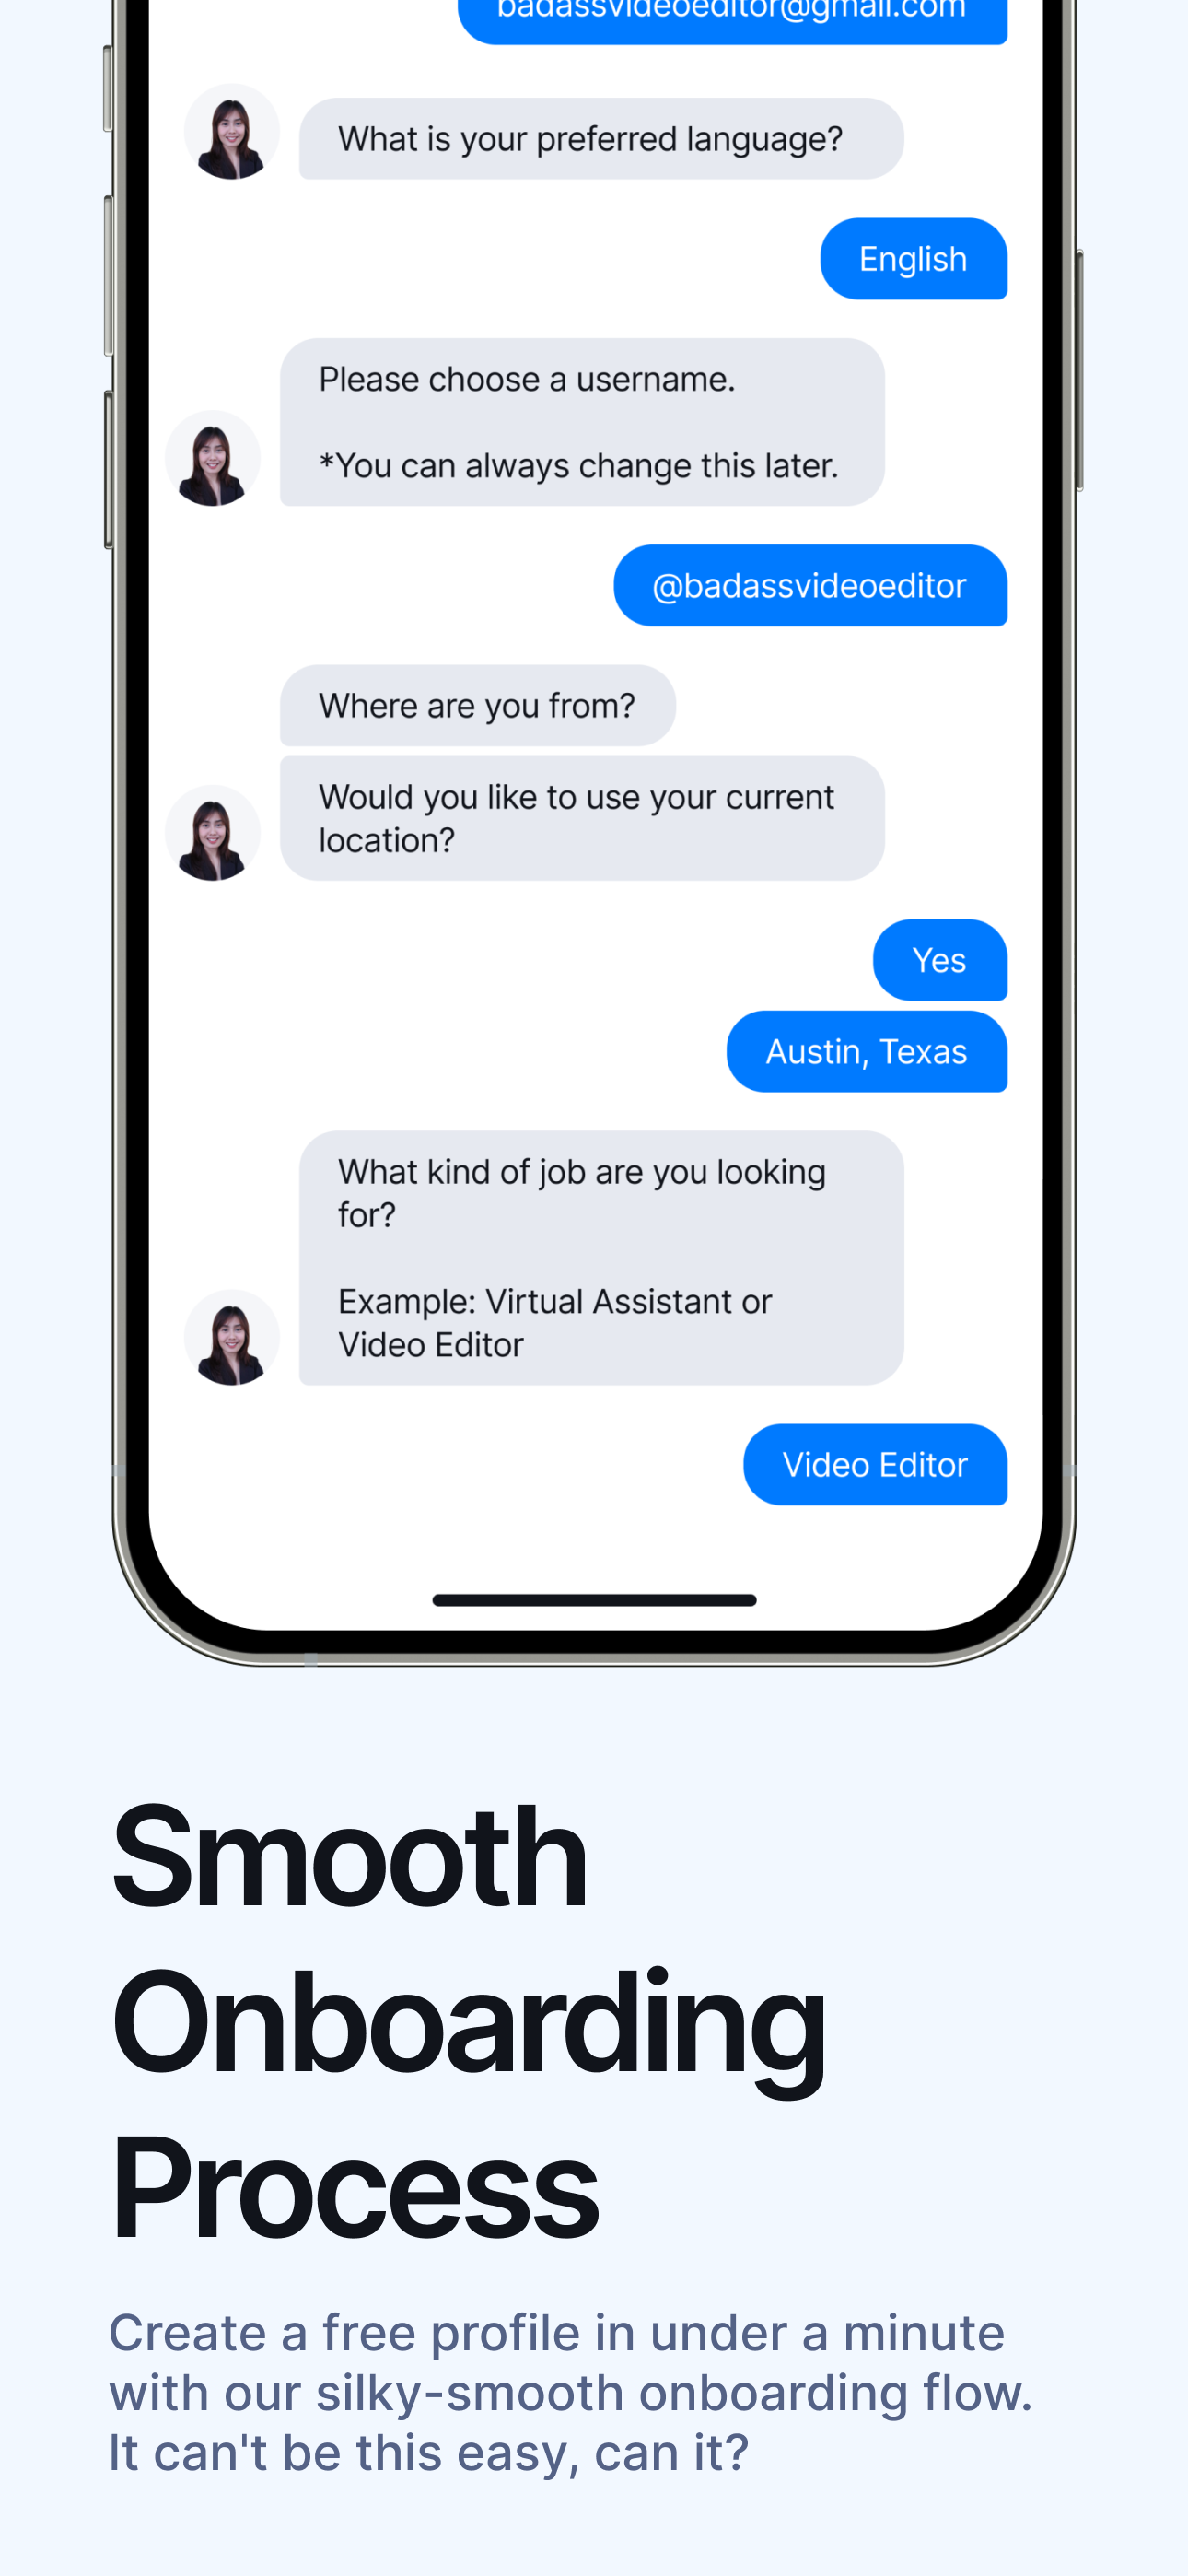 badassvideoeditor@gmail.com
What is your preferred language?
English
Please choose a username.
*You can always change this later.
@badassvideoeditor
Where are you from?
Would you like to use your current
location?
Yes
Austin, Texas
What kind of job are you looking
for?
Example: Virtual Assistant or
Video Editor
Video Editor
Smooth
Onboarding
Process
Create a free profile in under a minute
with our silky-smooth onboarding flow.
It can't be this easy, can it?